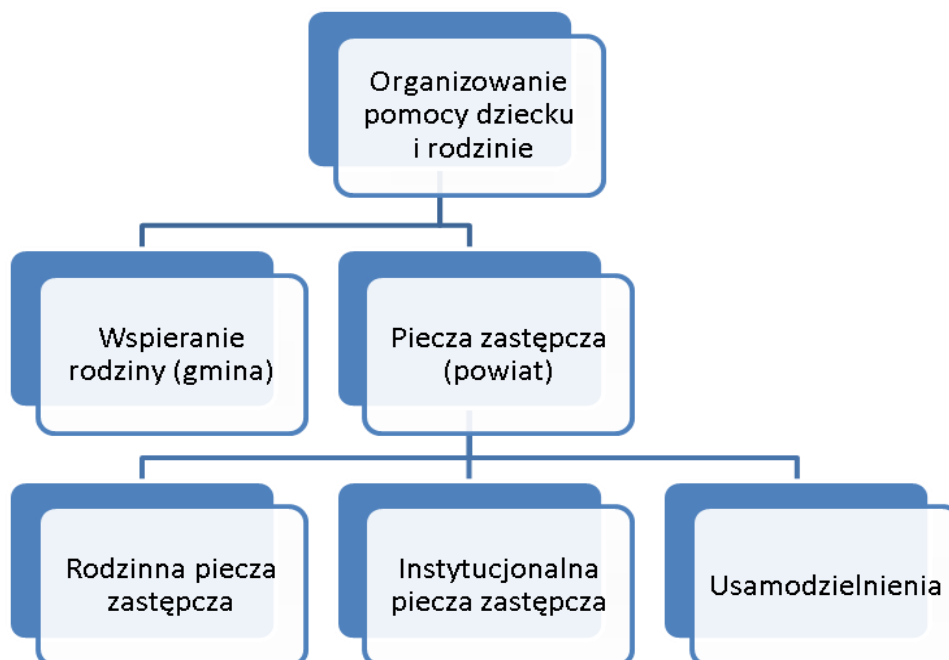 Organizowanie
pomocy dziecku
i rodzinie
Wspieranie
rodziny (gmina)
Piecza zastępcza
(powiat)
Rodzinna piecza
zastępcza
Instytucjonalna
piecza zastępcza
Usamodzielnienia